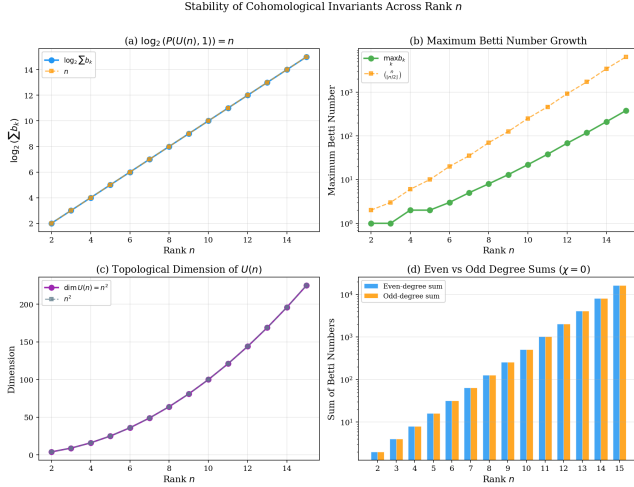 Stability of Cohomological Invariants Across Rank n
(a) log₂(P(U(n), 1)) = n
log₂ ∑bₖ
n
log₂(∑bₖ)
14
12
10
8
6
4
2
2 4 6 8 10 12 14
Rank n
(b) Maximum Betti Number Growth
max bₖ
k
(n ⌊n/2⌋)
Maximum Betti Number
10³
10²
10¹
10⁰
2 4 6 8 10 12 14
Rank n
(c) Topological Dimension of U(n)
dim U(n) = n²
n²
Dimension
200
150
100
50
0
2 4 6 8 10 12 14
Rank n
(d) Even vs Odd Degree Sums (χ = 0)
Even-degree sum
Odd-degree sum
Sum of Betti Numbers
10⁴
10³
10²
10¹
2 3 4 5 6 7 8 9 10 11 12 13 14 15
Rank n